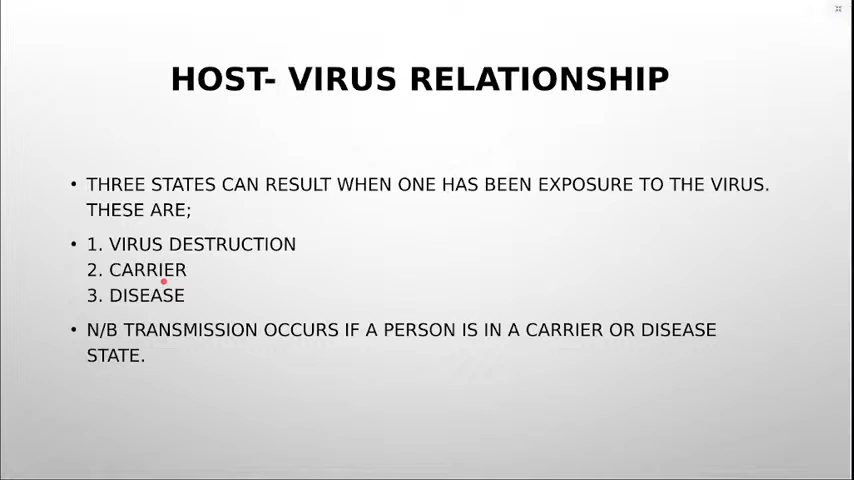 HOST- VIRUS RELATIONSHIP
• THREE STATES CAN RESULT WHEN ONE HAS BEEN EXPOSURE TO THE VIRUS.
THESE ARE;
• 1. VIRUS DESTRUCTION
2. CARRIER
3. DISEASE
• N/B TRANSMISSION OCCURS IF A PERSON IS IN A CARRIER OR DISEASE
STATE.